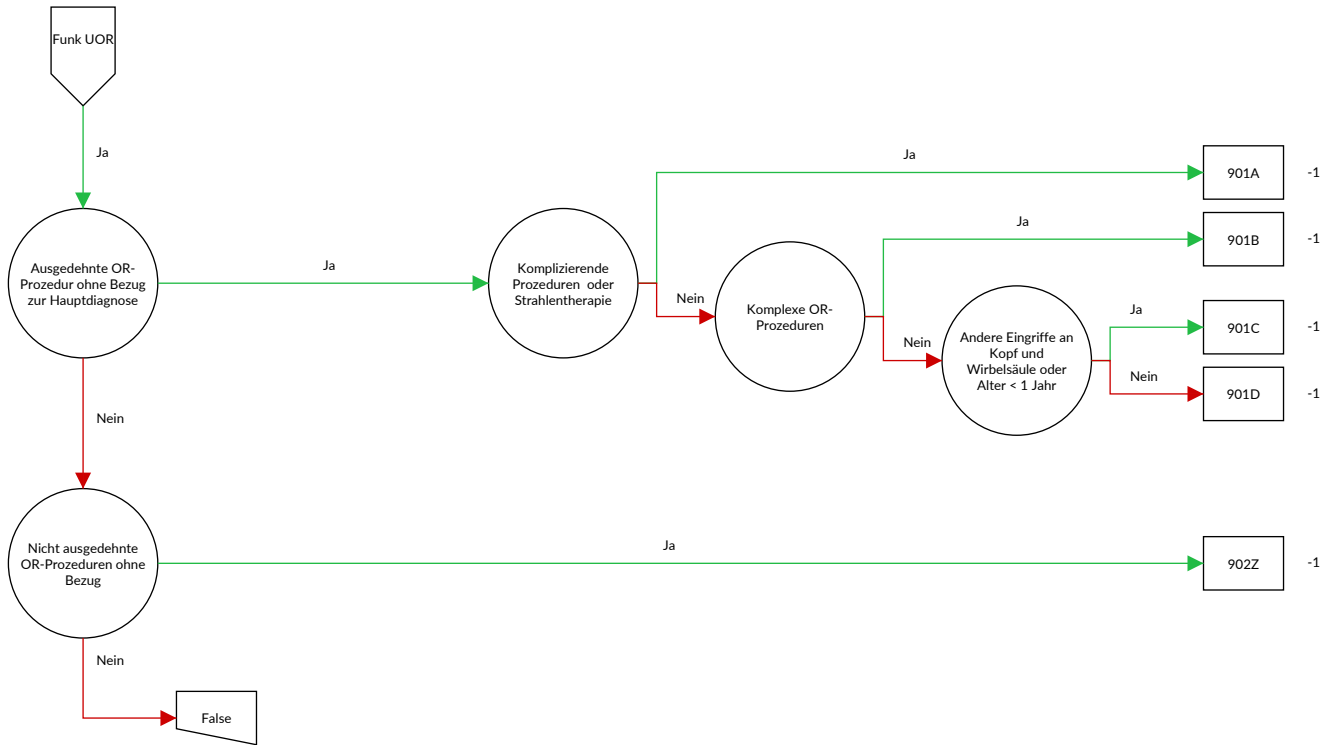 Funk UOR
Ja
Ja
901A
-1
Ja
901B
-1
Ausgedehnte OR-
Prozedur ohne Bezug
zur Hauptdiagnose
Ja
Komplizierende
Prozeduren oder
Strahlentherapie
Nein
Komplexe OR-
Prozeduren
Nein
Andere Eingriffe an
Kopf und
Wirbelsäule oder
Alter < 1 Jahr
Ja
901C
-1
Nein
901D
-1
Nein
Nicht ausgedehnte
OR-Prozeduren ohne
Bezug
Ja
902Z
-1
Nein
False